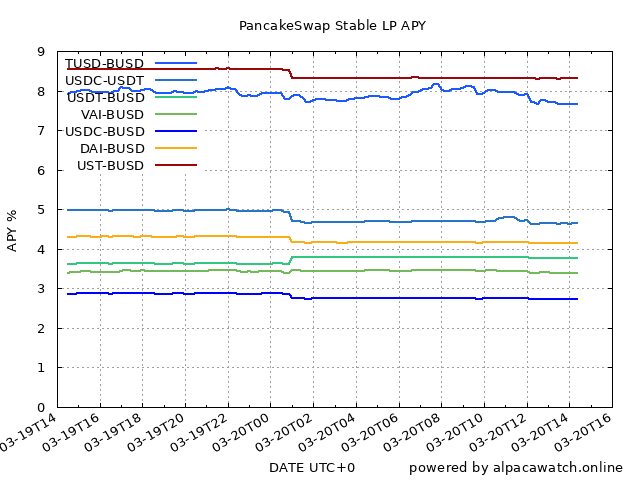 PancakeSwap Stable LP APY
APY %
9
8
7
6
5
4
3
2
1
0
TUSD-BUSD
USDC-USDT
USDT-BUSD
VAI-BUSD
USDC-BUSD
DAI-BUSD
UST-BUSD
03-19T14
03-19T16
03-19T18
03-19T20
03-19T22
03-20T00
03-20T02
03-20T04
03-20T06
03-20T08
03-20T10
03-20T12
03-20T14
03-20T16
DATE UTC+0
powered by alpacawatch.online